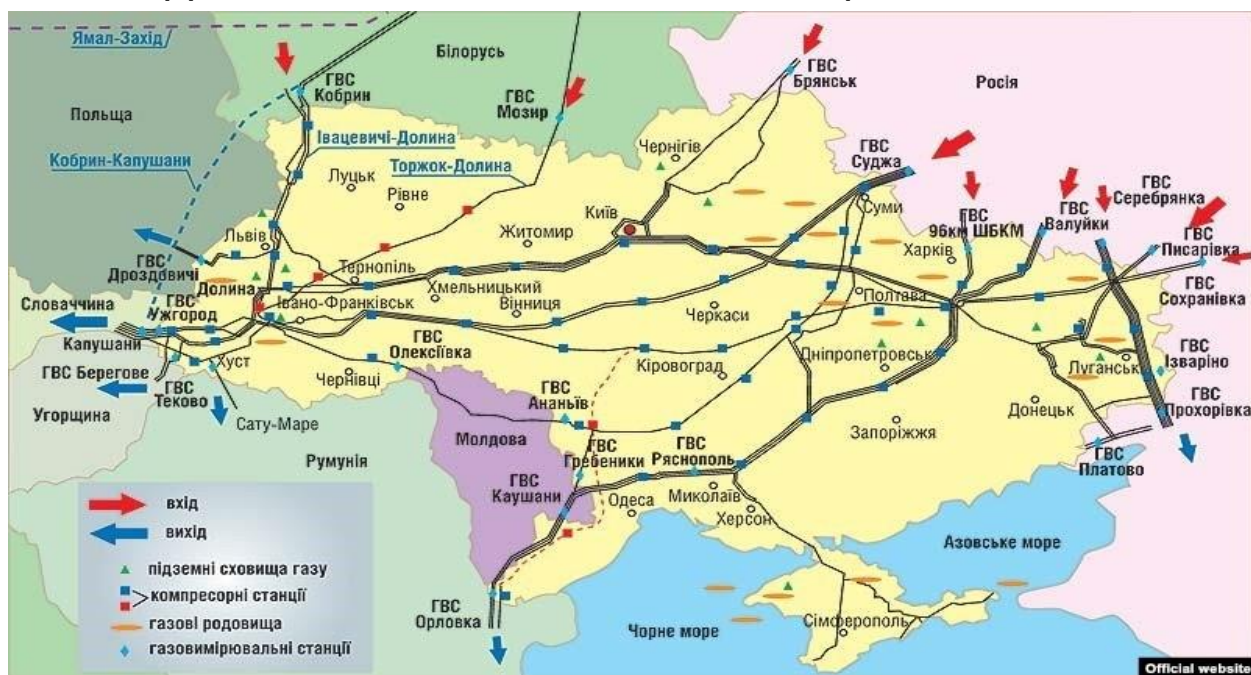 Ямал-Захід
Білорусь
ГВС
Брянськ
Росія
ГВС
Кобрин
ГВС
Мозир
Польща
Івацевичі-Долина
Чернігів
ГВС
Суджа
Кобрин-Капушани
Луцьк
Торжок-Долина
Рівне
Київ
Суми
ГВС
96км ШБКМ
ГВС
Валуйки
ГВС
Серебрянка
Житомир
Харків
ГВС
Писарівка
Львів
ГВС
Дроздовичі
Долина
Тернопіль
Хмельницький
Вінниця
Полтава
ГВС
Сохранівка
Словаччина
ГВС
Ужгород
Івано-Франківськ
Черкаси
Капушани
Хуст
ГВС
Олексіївка
Кіровоград
Дніпропетровськ
Луганськ
ГВС
Ізваріно
ГВС Берегове
ГВС
Теково
Чернівці
ГВС
Ананьїв
Донецьк
ГВС
Прохорівка
Угорщина
Сату-Маре
Молдова
Запоріжжя
Румунія
ГВС
Гребеники
ГВС
Ряснополь
ГВС
Платово
ГВС
Каушани
Одеса
Миколаїв
Херсон
вхід
вихід
Азовське море
підземні сховища газу
компресорні станції
газові родовища
газовимірювальні станції
ГВС
Орловка
Чорне море
Сімферополь
Official website